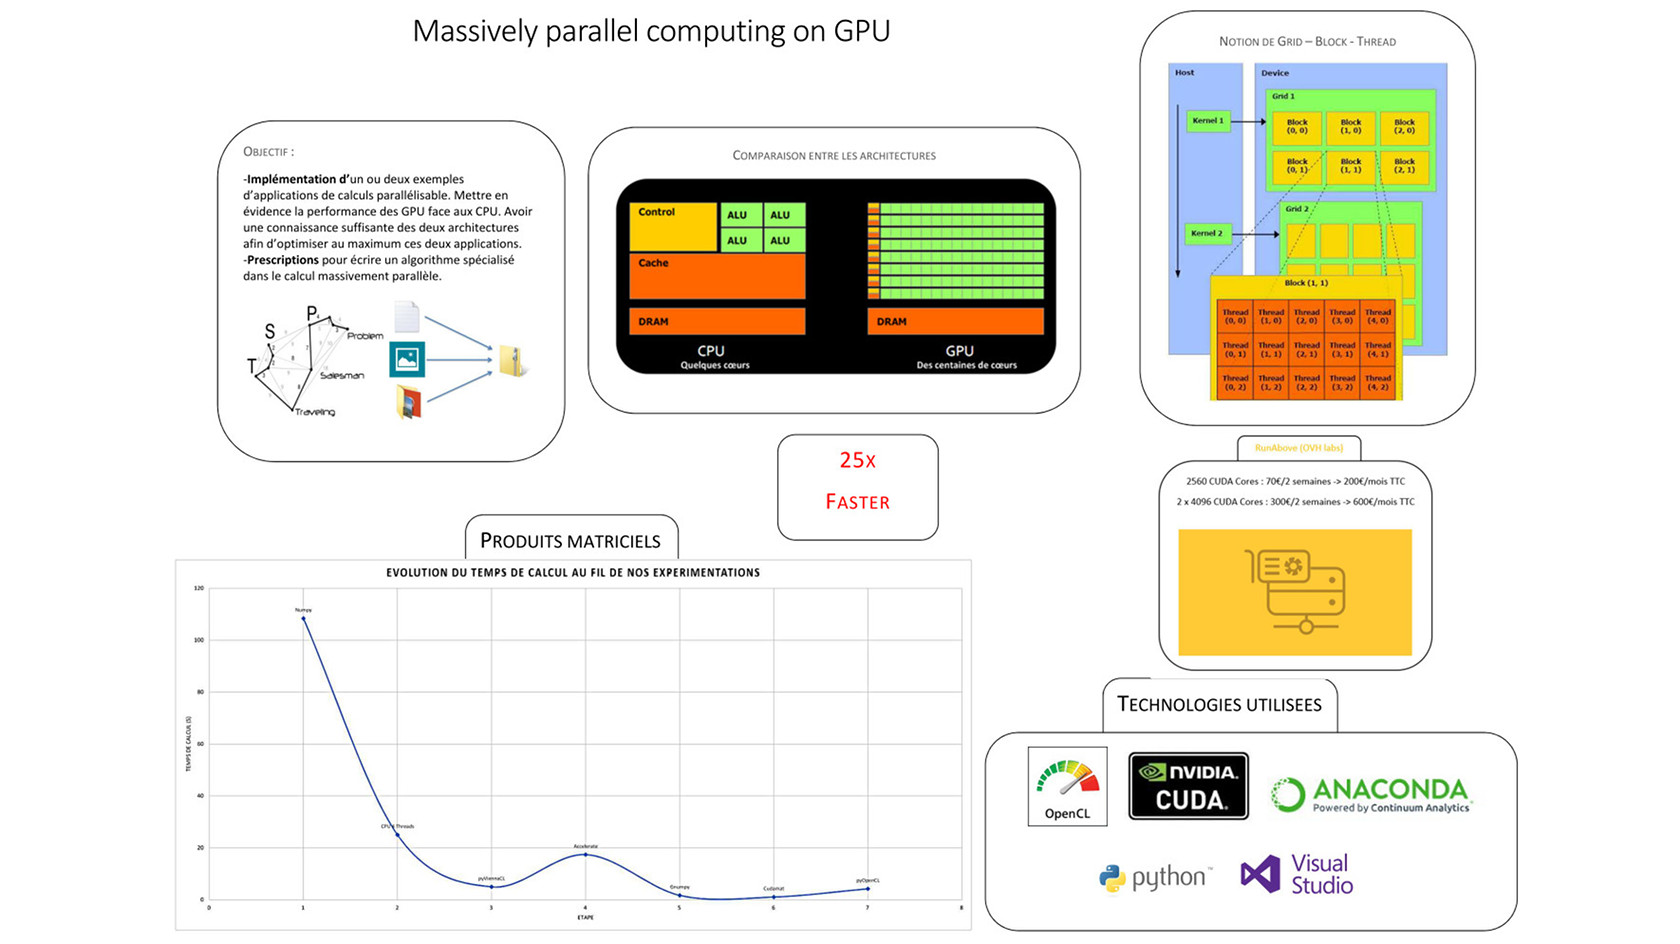 Massively parallel computing on GPU
OBJECTIF :
-Implémentation d’un ou deux exemples
d’applications de calculs parallélisable. Mettre en
évidence la performance des GPU face aux CPU. Avoir
une connaissance suffisante des deux architectures
afin d’optimiser au maximum ces deux applications.
-Prescriptions pour écrire un algorithme spécialisé
dans le calcul massivement parallèle.
T
S
P
Problem
Salesman
Traveling
COMPARAISON ENTRE LES ARCHITECTURES
Control
ALU ALU
ALU ALU
Cache
DRAM
CPU
Quelques cœurs
DRAM
GPU
Des centaines de cœurs
NOTION DE GRID – BLOCK - THREAD
Host
Device
Kernel 1
Grid 1
Block Block Block
(0, 0) (1, 0) (2, 0)
Block Block Block
(0, 1) (1, 1) (2, 1)
Kernel 2
Grid 2
Block (1, 1)
Thread Thread Thread Thread Thread
(0, 0) (1, 0) (2, 0) (3, 0) (4, 0)
Thread Thread Thread Thread Thread
(0, 1) (1, 1) (2, 1) (3, 1) (4, 1)
Thread Thread Thread Thread Thread
(0, 2) (1, 2) (2, 2) (3, 2) (4, 2)
25X
FASTER
RunAbove (OVH labs)
2560 CUDA Cores : 70€/2 semaines -> 200€/mois TTC
2 x 4096 CUDA Cores : 300€/2 semaines -> 600€/mois TTC
PRODUITS MATRICIELS
EVOLUTION DU TEMPS DE CALCUL AU FIL DE NOS EXPERIMENTATIONS
TEMPS DE CALCUL (S)
120
100
80
60
40
20
0
Numpy
Threads
pyViennaCL
Accelerate
Gnumpy
Cudamat
pyOpenCL
0 1 2 3 4 5 6 7 8
ETAPE
TECHNOLOGIES UTILISEES
OpenCL
NVIDIA.
CUDA.
ANACONDA
Powered by Continuum Analytics
python™
Visual
Studio